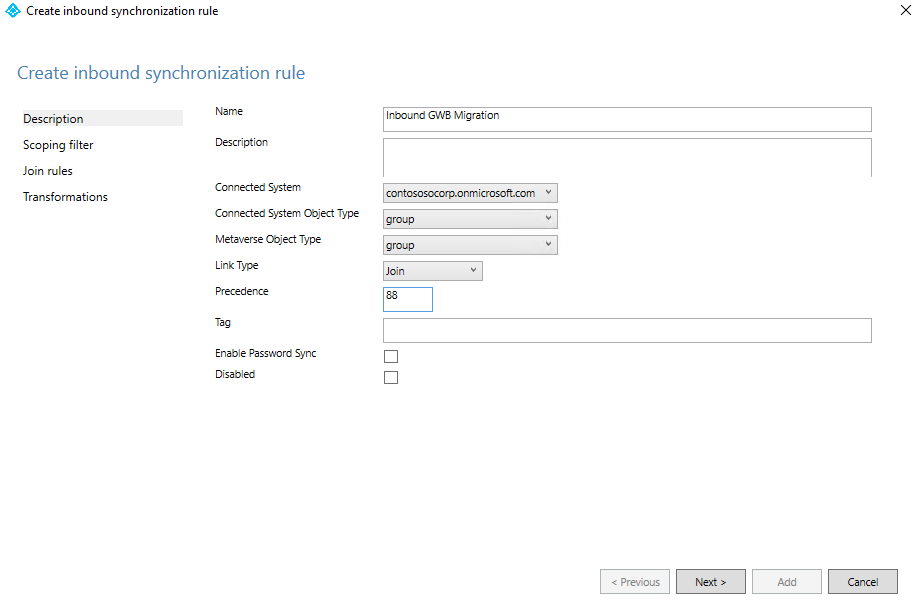 Create inbound synchronization rule
Create inbound synchronization rule
Description
Scoping filter
Join rules
Transformations
Name
Inbound GWB Migration
Description
Connected System
contososocorp.onmicrosoft.com
Connected System Object Type
group
Metaverse Object Type
group
Link Type
Join
Precedence
88
Tag
Enable Password Sync
Disabled
< Previous
Next >
Add
Cancel